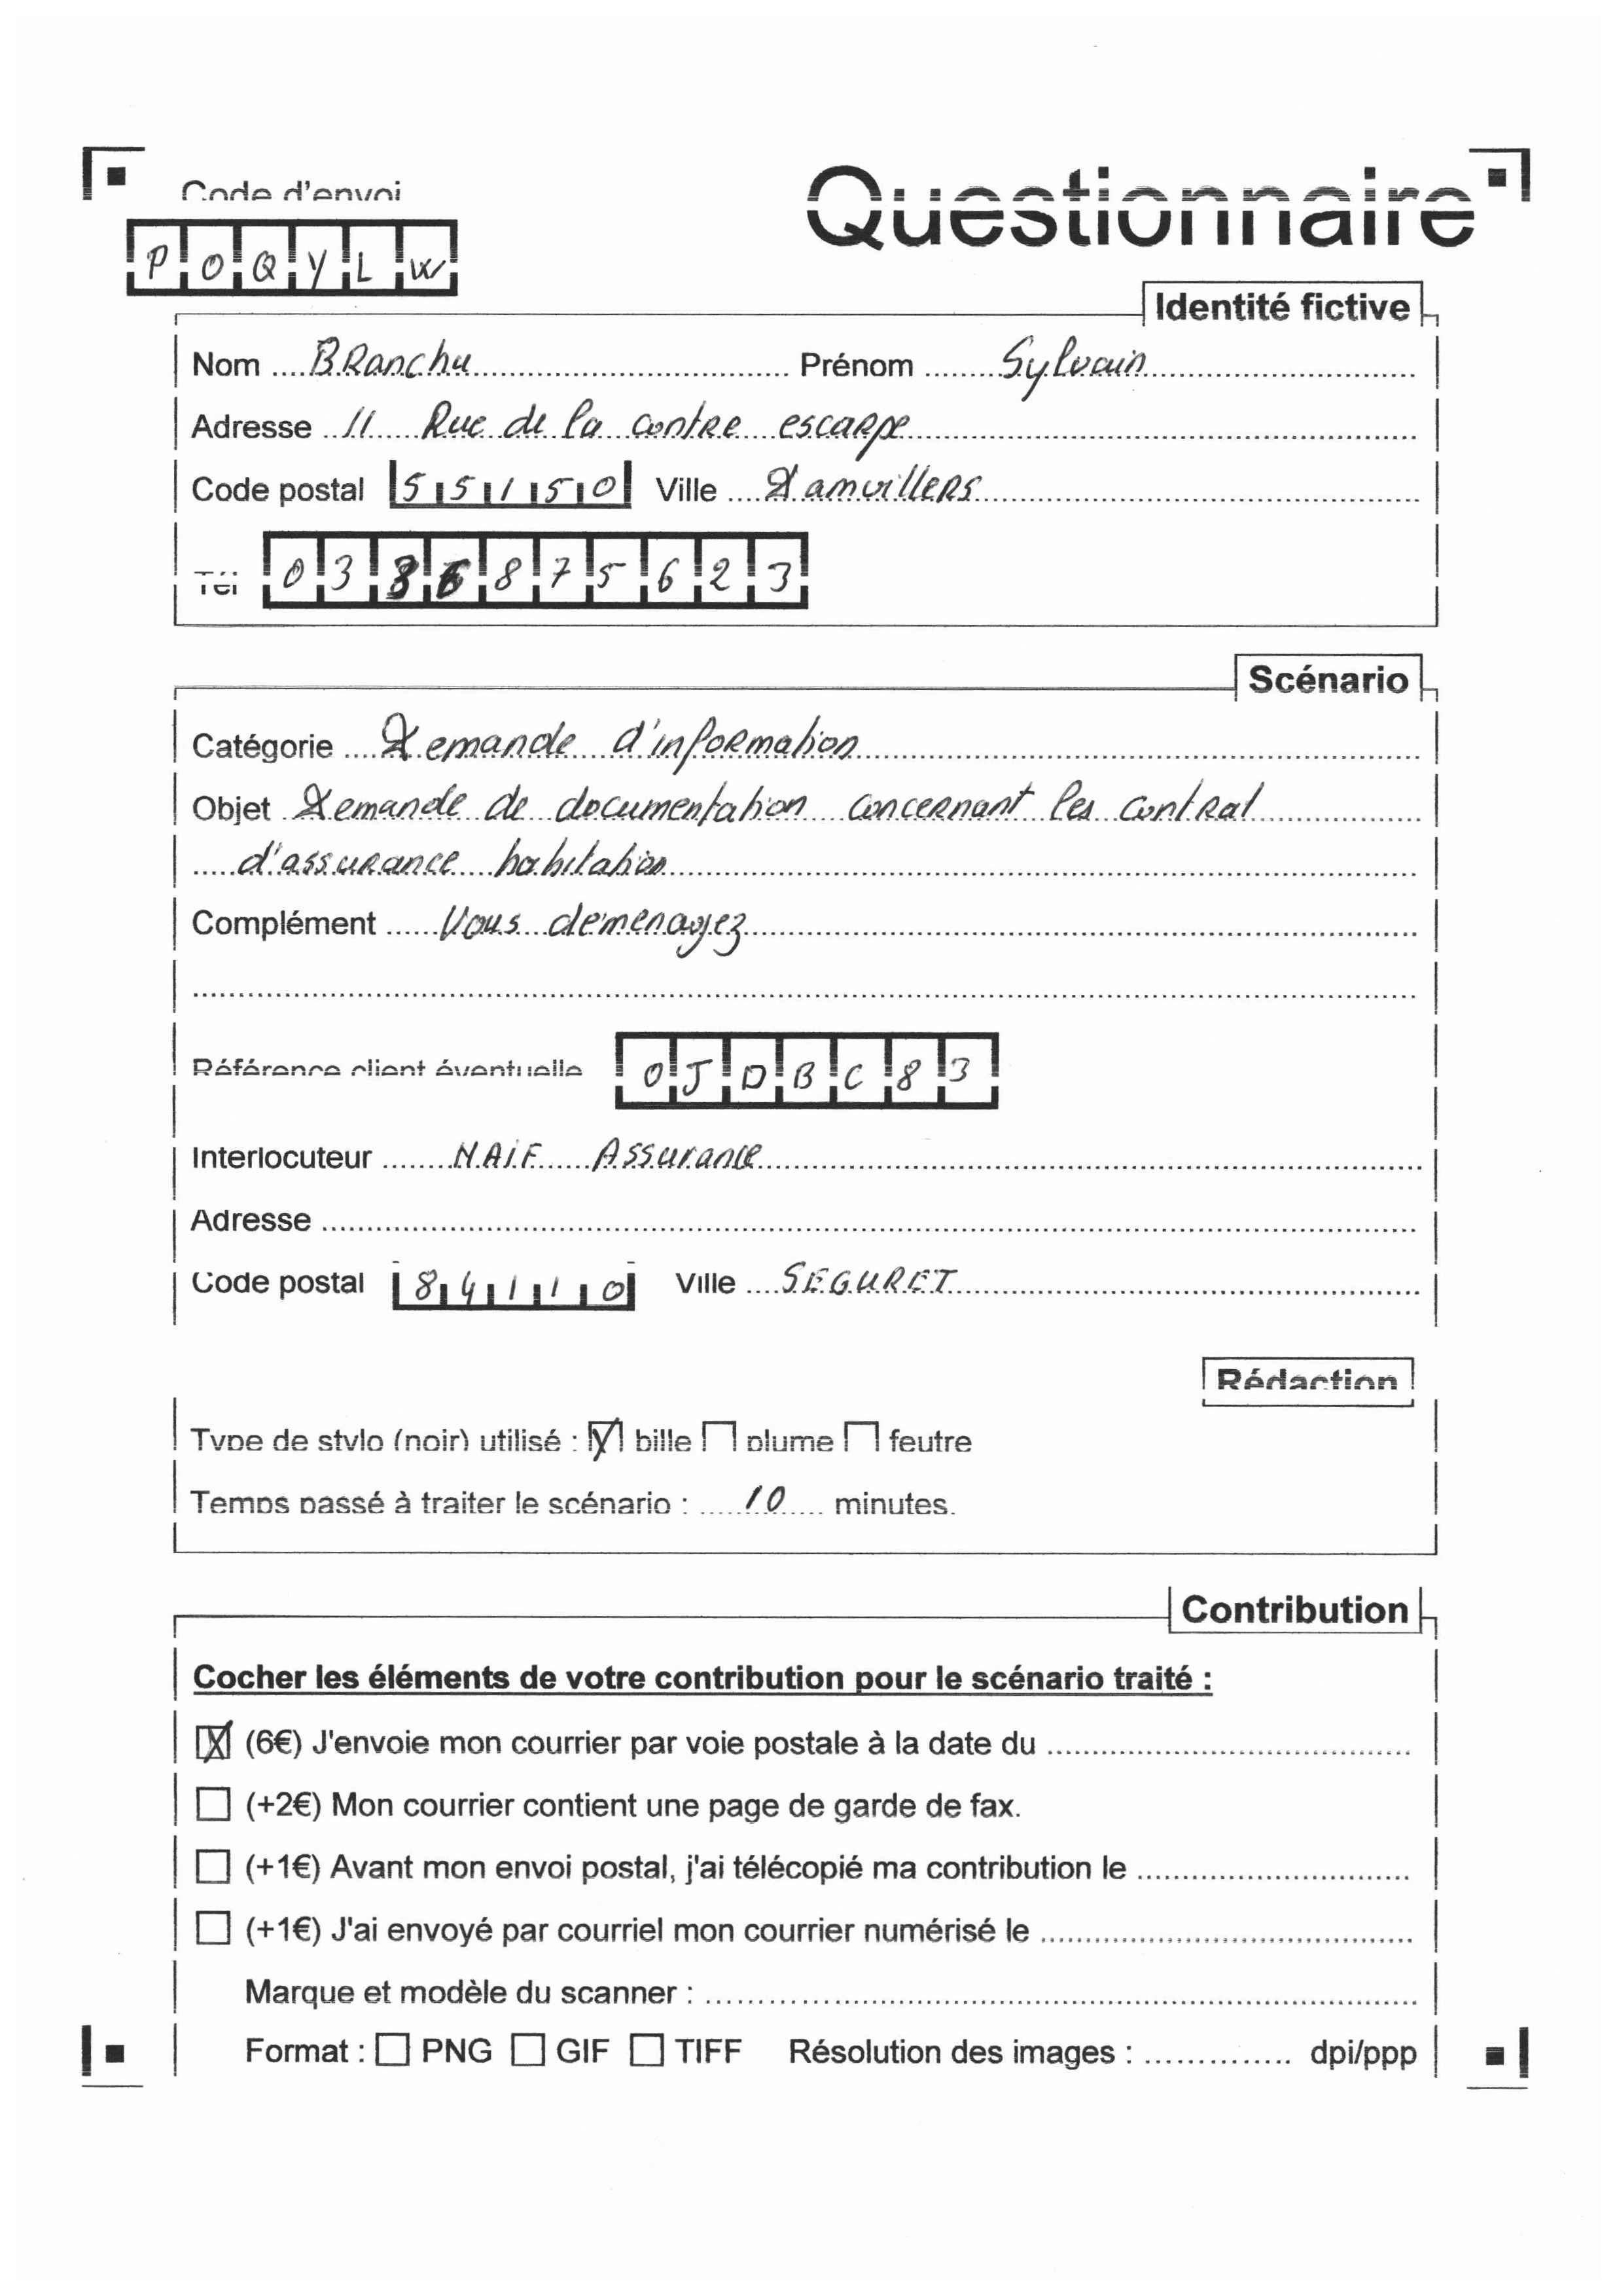 Code d'envoi
Questionnaire
P O Q Y L W
Identité fictive
Nom .... BRanchu .... Prénom .... Sylvain
Adresse .. 11 Rue de la contre escaRpe
Code postal 5 5 1 5 0 Ville .... DamvilleRs
Tél 0 3 8 6 8 7 5 6 2 3
Scénario
Catégorie .... Demande d'infoRmation
Objet .. Demande de documentation conceRnant les contRat
d'assuRance habitation
Complément ...... Vous déménagez
Référence client éventuelle 0 J D B C 8 3
Interlocuteur ....... NAiF Assurance
Adresse
Code postal 8 4 1 1 0 Ville .... SEGURET
Rédaction
Type de stylo (noir) utilisé : ☒ bille ☐ plume ☐ feutre
Temps passé à traiter le scénario : .... 10 .... minutes.
Contribution
Cocher les éléments de votre contribution pour le scénario traité :
☒ (6€) J'envoie mon courrier par voie postale à la date du ....
☐ (+2€) Mon courrier contient une page de garde de fax.
☐ (+1€) Avant mon envoi postal, j'ai télécopié ma contribution le ....
☐ (+1€) J'ai envoyé par courriel mon courrier numérisé le ....
Marque et modèle du scanner : ....
Format : ☐ PNG ☐ GIF ☐ TIFF Résolution des images : .... dpi/ppp